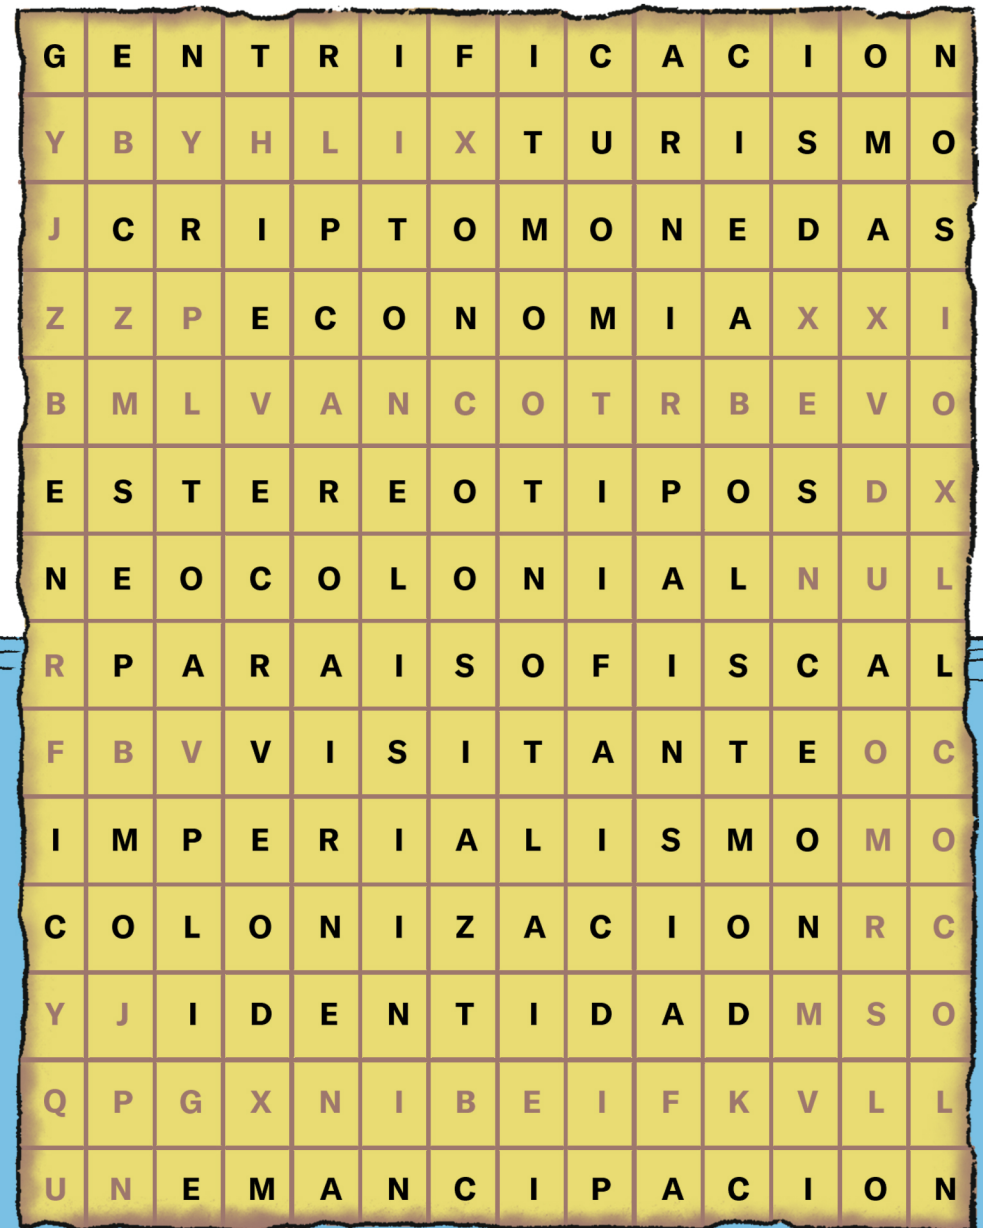 G E N T R I F I C A C I O N
Y B Y H L I X T U R I S M O
J C R I P T O M O N E D A S
Z Z P E C O N O M I A X X I
B M L V A N C O T R B E V O
E S T E R E O T I P O S D X
N E O C O L O N I A L N U L
R P A R A I S O F I S C A L
F B V V I S I T A N T E O C
I M P E R I A L I S M O M O
C O L O N I Z A C I O N R C
Y J I D E N T I D A D M S O
Q P G X N I B E I F K V L L
U N E M A N C I P A C I O N